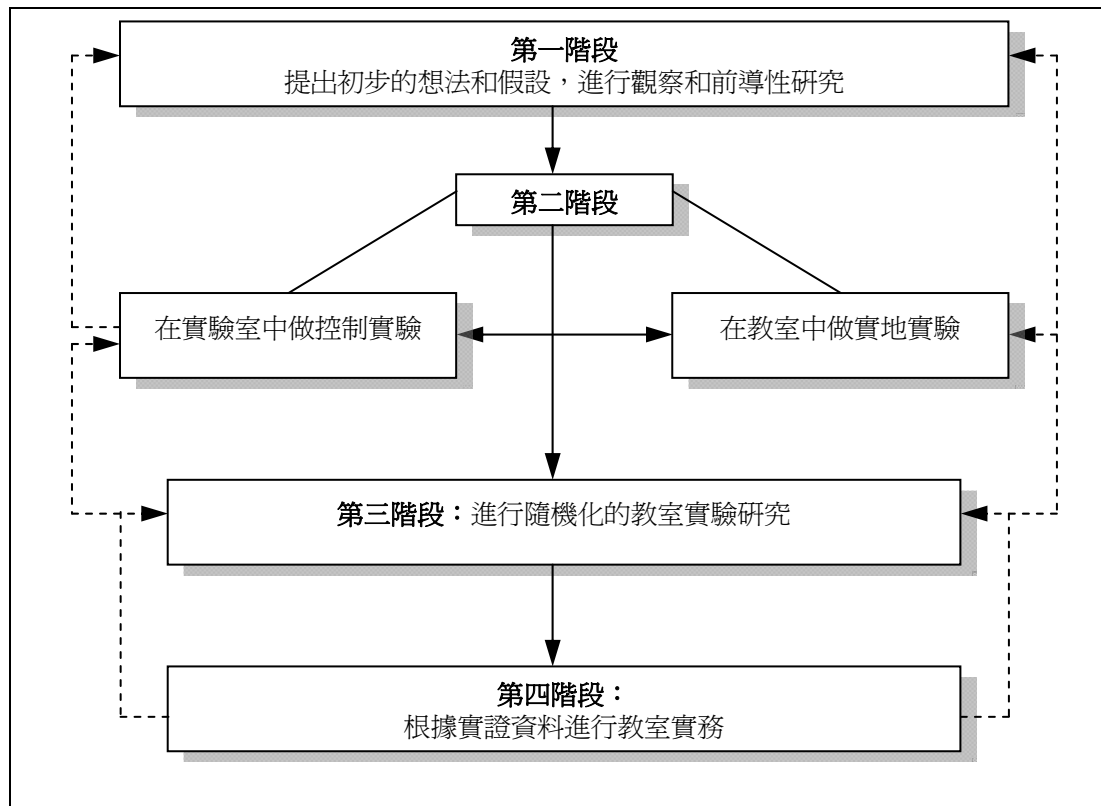 第一階段
提出初步的想法和假設，進行觀察和前導性研究
第二階段
在實驗室中做控制實驗
在教室中做實地實驗
第三階段：進行隨機化的教室實驗研究
第四階段：
根據實證資料進行教室實務